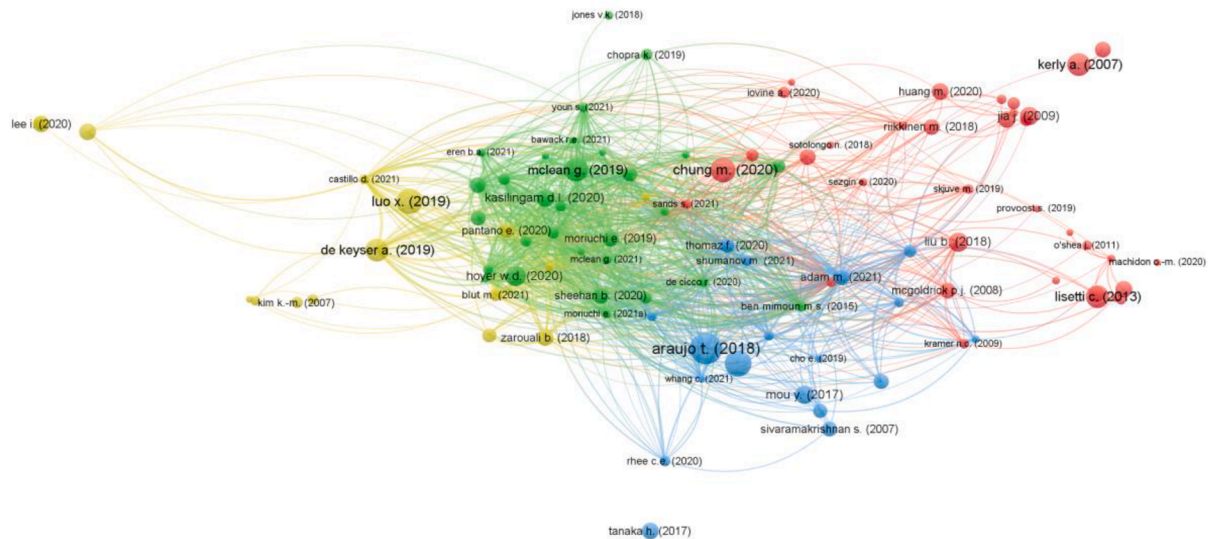 jones v.k. (2018)
chopra k. (2019)
kerly a. (2007)
iovine a. (2020)
huang m. (2020)
youn s. (2021)
jia j. (2009)
lee i. (2020)
riikkinen m. (2018)
bawack r.e. (2021)
sotolongo n. (2018)
eren b.a. (2021)
mclean g. (2019)
chung m. (2020)
castillo d. (2021)
sezgin e. (2020)
skjuve m. (2019)
luo x. (2019)
kasilingam d.l. (2020)
sands s. (2021)
provoost s. (2019)
pantano e. (2020)
moriuchi e. (2019)
thomaz f. (2020)
liu b. (2018)
o'shea j. (2011)
de keyser a. (2019)
mclean g. (2021)
shumanov m. (2021)
machidon o.-m. (2020)
hoyer w.d. (2020)
adam m. (2021)
de cicco r. (2020)
mcgoldrick p.j. (2008)
kim k.-m. (2007)
blut m. (2021)
sheehan b. (2020)
lisetti c. (2013)
ben mimoun m.s. (2015)
moriuchi e. (2021a)
zarouali b. (2018)
araujo t. (2018)
kramer n.c. (2009)
cho e. (2019)
whang c. (2021)
mou y. (2017)
sivaramakrishnan s. (2007)
rhee c.e. (2020)
tanaka h. (2017)